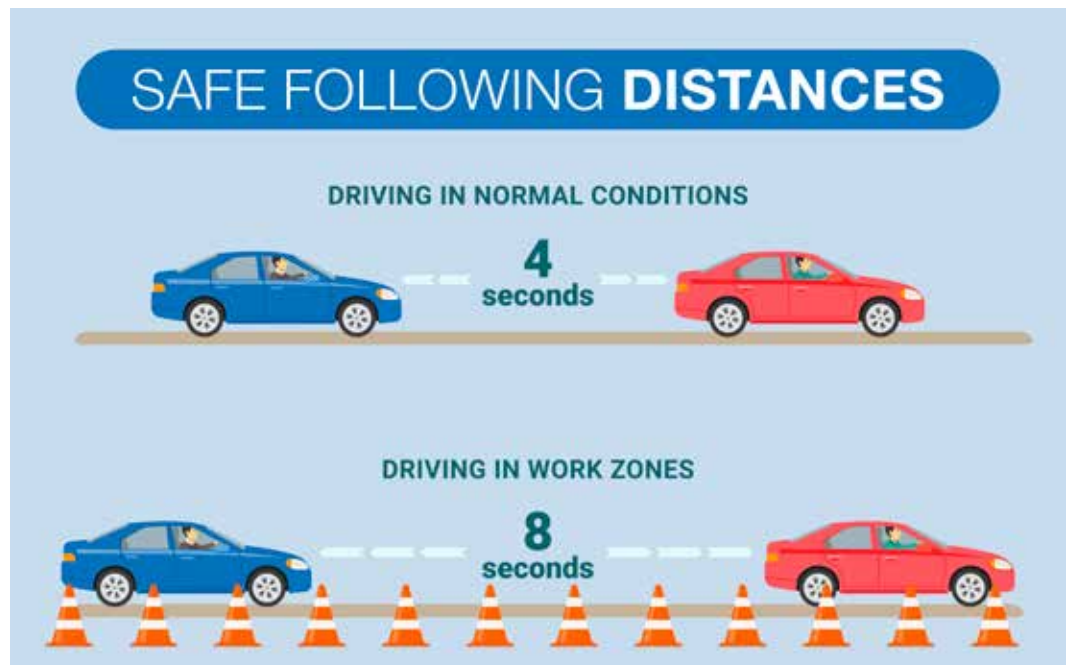 SAFE FOLLOWING DISTANCES
DRIVING IN NORMAL CONDITIONS
4
seconds
DRIVING IN WORK ZONES
8
seconds